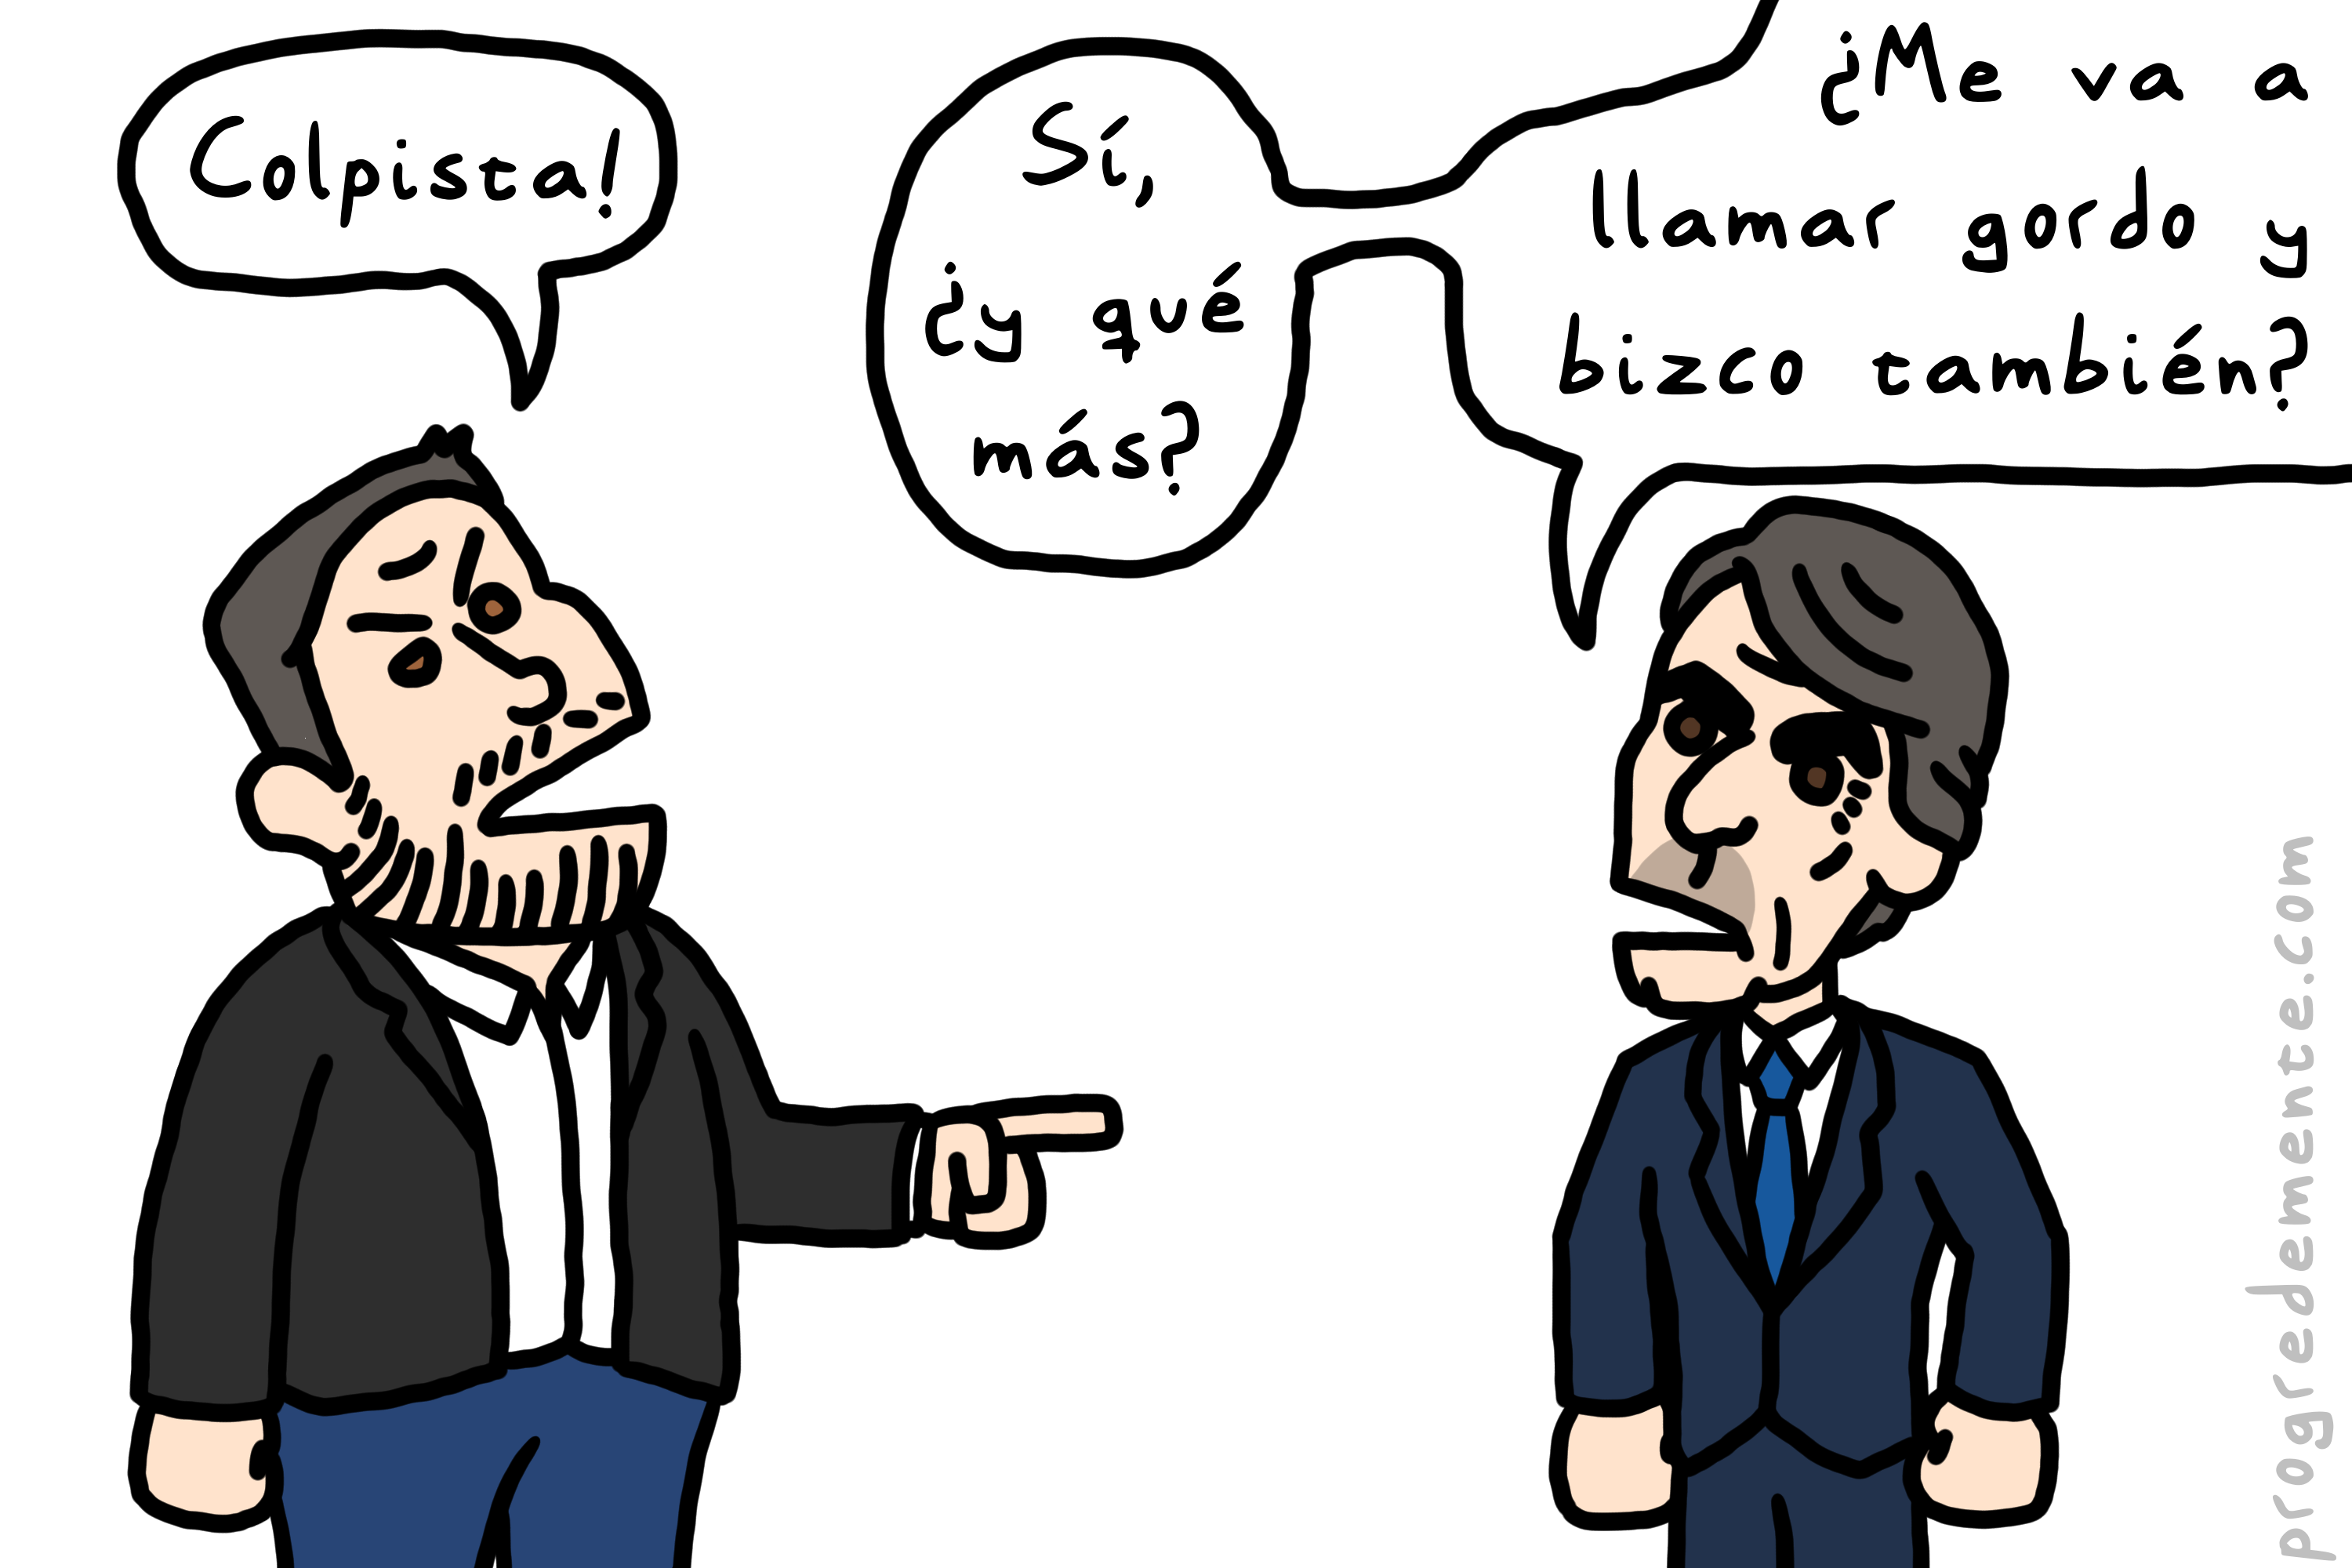 Colpista!
Sí,
¿y qué
más?
¿Me va a
llamar gordo y
bizco también?
progredemente.com